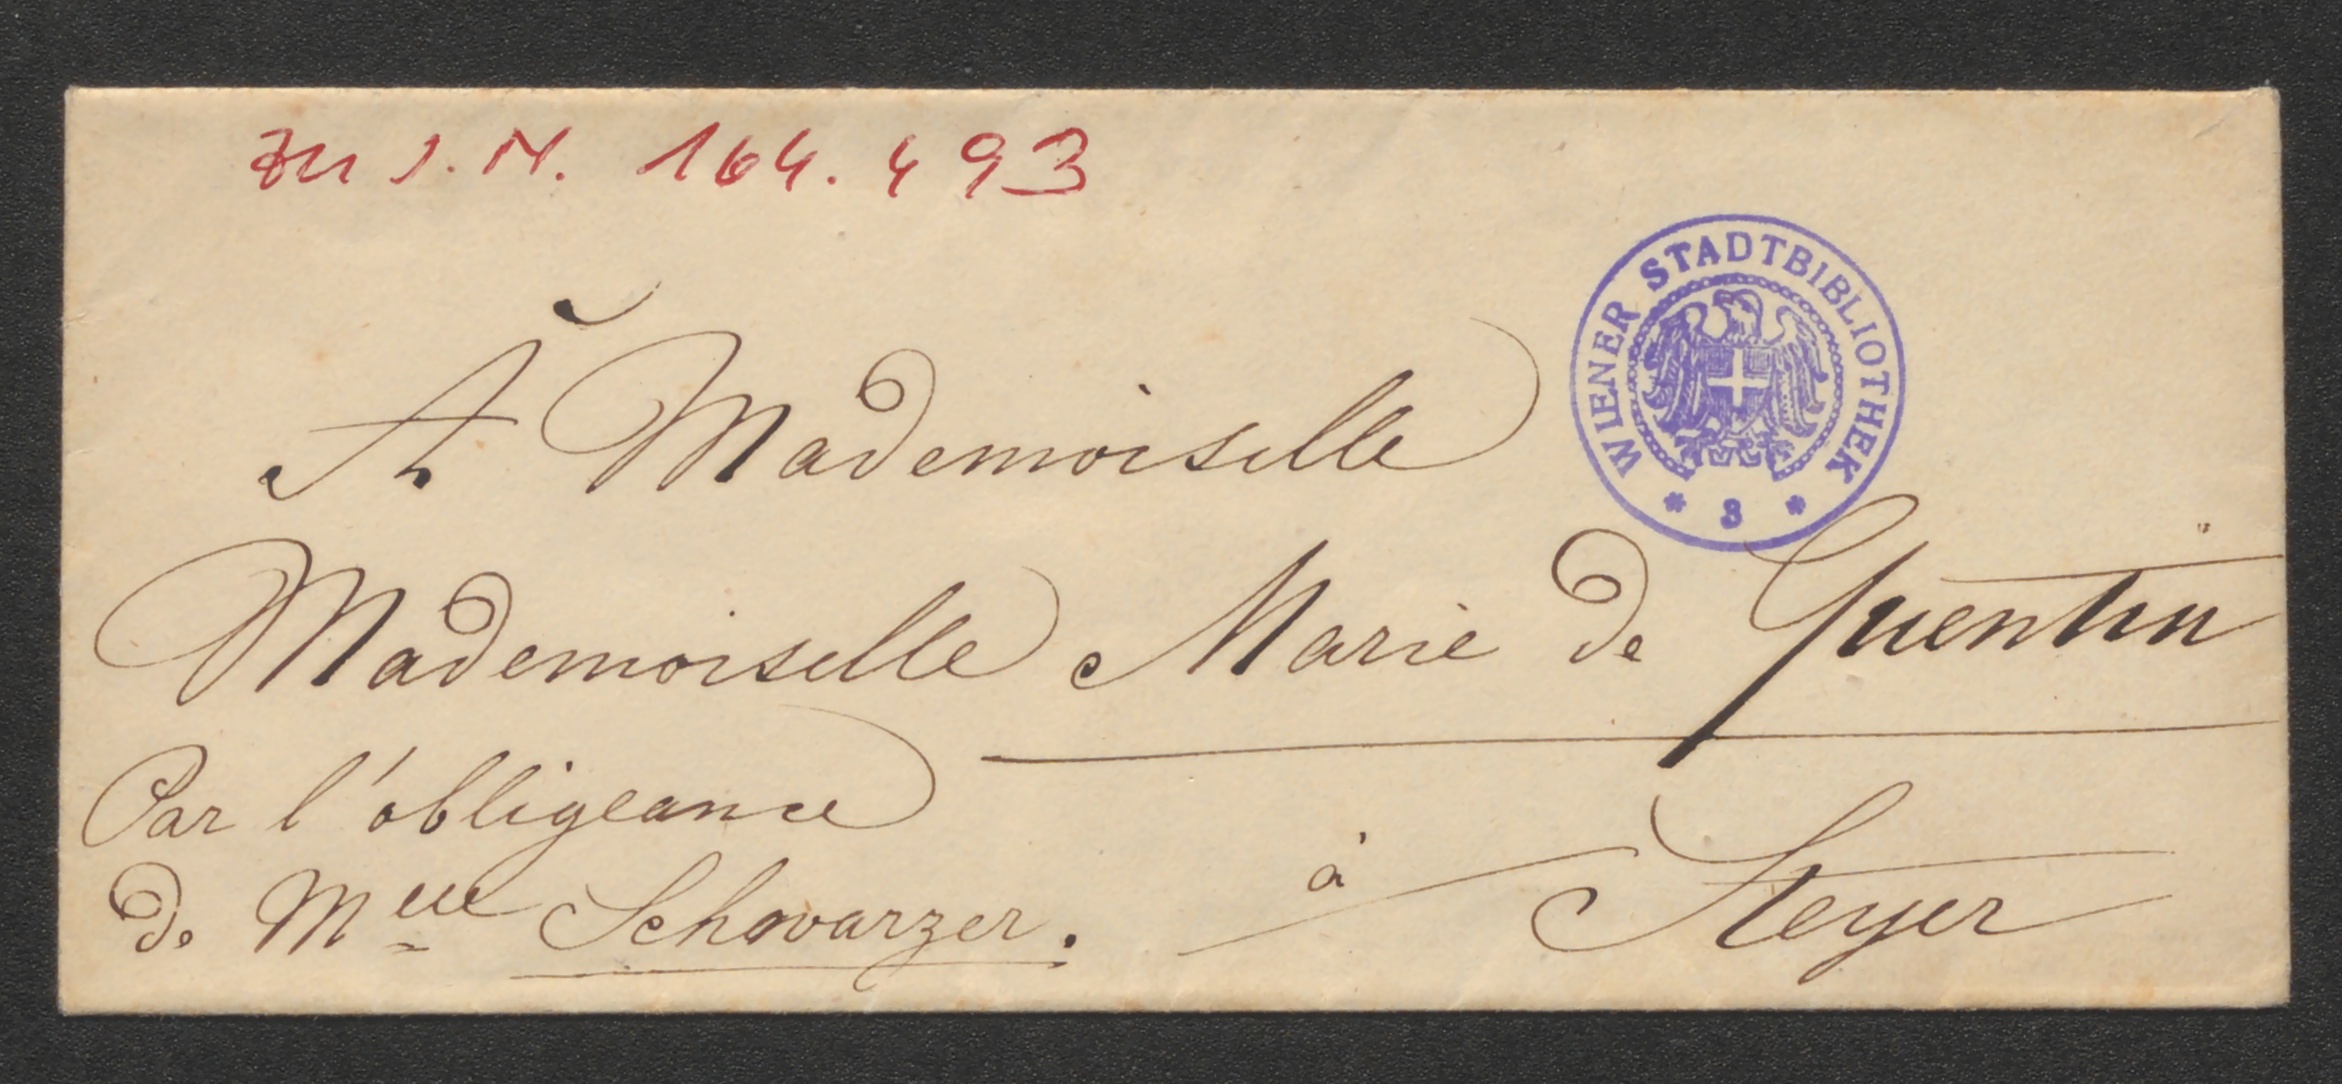 Zu J.N. 164.493
WIENER STADTBIBLIOTHEK
* 3 *
À Mademoiselle
Mademoiselle Marie de Quentin
Par l'obligeance
de Mlle Schwarzer.
à Steyer